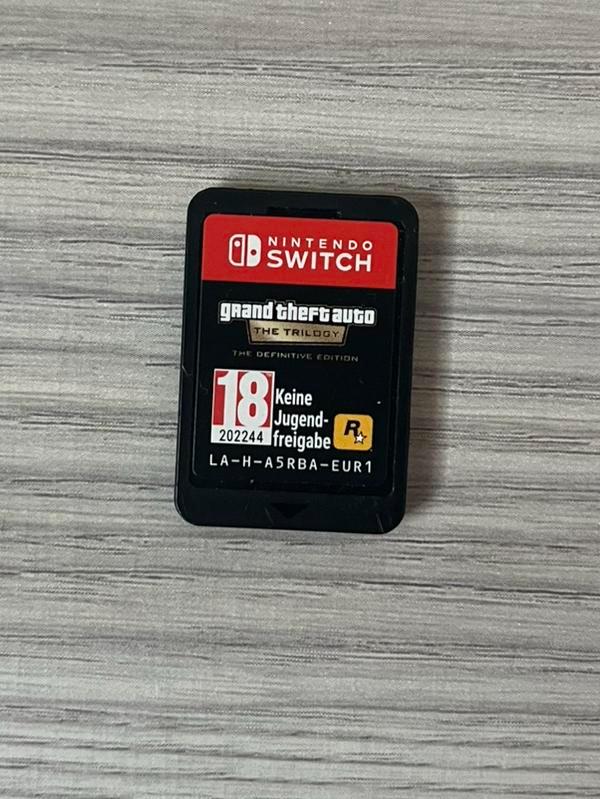 NINTENDO
SWITCH
grand theft auto
THE TRILOGY
THE DEFINITIVE EDITION
18
202244
Keine
Jugend-
freigabe
R
LA-H-A5RBA-EUR1